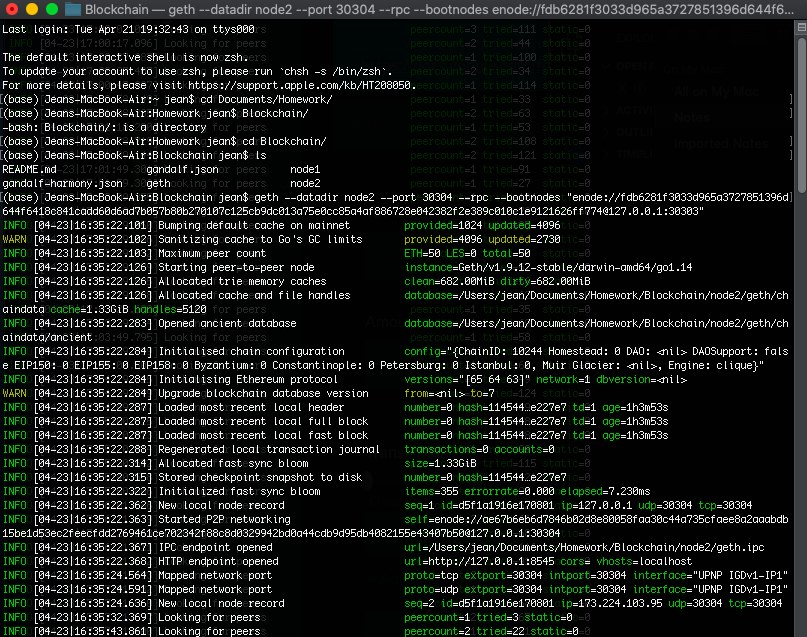 Blockchain — geth --datadir node2 --port 30304 --rpc --bootnodes enode://fdb6281f3033d965a3727851396d644f6...
Last login: Tue Apr 21 19:32:43 on ttys000
The default interactive shell is now zsh.
To update your account to use zsh, please run `chsh -s /bin/zsh`.
For more details, please visit https://support.apple.com/kb/HT208050.
[(base) Jeans-MacBook-Air:~ jean$ cd Documents/Homework/ ]
[(base) Jeans-MacBook-Air:Homework jean$ Blockchain/ ]
-bash: Blockchain/: is a directory
[(base) Jeans-MacBook-Air:Homework jean$ cd Blockchain/ ]
[(base) Jeans-MacBook-Air:Blockchain jean$ ls ]
README.md gandalf.json node1
gandalf-harmony.json geth node2
[(base) Jeans-MacBook-Air:Blockchain jean$ geth --datadir node2 --port 30304 --rpc --bootnodes "enode://fdb6281f3033d965a3727851396d]
644f6418c841cadd60d6ad7b057b80b270107c125cb9dc013a75e0cc85a4af886728e042382f2e389c010c1e9121626ff7740127.0.0.1:30303"
INFO [04-23|16:35:22.101] Bumping default cache on mainnet provided=1024 updated=4096
WARN [04-23|16:35:22.102] Sanitizing cache to Go's GC limits provided=4096 updated=2730
INFO [04-23|16:35:22.103] Maximum peer count ETH=50 LES=0 total=50
INFO [04-23|16:35:22.126] Starting peer-to-peer node instance=Geth/v1.9.12-stable/darwin-amd64/go1.14
INFO [04-23|16:35:22.126] Allocated trie memory caches clean=682.00MiB dirty=682.00MiB
INFO [04-23|16:35:22.126] Allocated cache and file handles database=/Users/jean/Documents/Homework/Blockchain/node2/geth/ch
aindata cache=1.33GiB handles=5120
INFO [04-23|16:35:22.283] Opened ancient database database=/Users/jean/Documents/Homework/Blockchain/node2/geth/ch
aindata/ancient
INFO [04-23|16:35:22.284] Initialised chain configuration config="{ChainID: 10244 Homestead: 0 DAO: <nil> DAOSupport: fals
e EIP150: 0 EIP155: 0 EIP158: 0 Byzantium: 0 Constantinople: 0 Petersburg: 0 Istanbul: 0, Muir Glacier: <nil>, Engine: clique}"
INFO [04-23|16:35:22.284] Initialising Ethereum protocol versions="[65 64 63]" network=1 dbversion=<nil>
WARN [04-23|16:35:22.284] Upgrade blockchain database version from=<nil> to=7
INFO [04-23|16:35:22.287] Loaded most recent local header number=0 hash=114544…e227e7 td=1 age=1h3m53s
INFO [04-23|16:35:22.287] Loaded most recent local full block number=0 hash=114544…e227e7 td=1 age=1h3m53s
INFO [04-23|16:35:22.287] Loaded most recent local fast block number=0 hash=114544…e227e7 td=1 age=1h3m53s
INFO [04-23|16:35:22.288] Regenerated local transaction journal transactions=0 accounts=0
INFO [04-23|16:35:22.314] Allocated fast sync bloom size=1.33GiB
INFO [04-23|16:35:22.315] Stored checkpoint snapshot to disk number=0 hash=114544…e227e7
INFO [04-23|16:35:22.322] Initialized fast sync bloom items=355 errorrate=0.000 elapsed=7.230ms
INFO [04-23|16:35:22.362] New local node record seq=1 id=d5f1a1916e170801 ip=127.0.0.1 udp=30304 tcp=30304
INFO [04-23|16:35:22.363] Started P2P networking self=enode://ae67b6eb6d7846b02d8e80058faa30c44a735cfaee8a2aaabdb
15be1d53ec2feecfdd2769461ce702342f88c8d0329942bd0a44cdb9d95db4082155e43407b500127.0.0.1:30304
INFO [04-23|16:35:22.367] IPC endpoint opened url=/Users/jean/Documents/Homework/Blockchain/node2/geth.ipc
INFO [04-23|16:35:22.368] HTTP endpoint opened url=http://127.0.0.1:8545 cors= vhosts=localhost
INFO [04-23|16:35:24.564] Mapped network port proto=tcp extport=30304 intport=30304 interface="UPNP IGDv1-IP1"
INFO [04-23|16:35:24.591] Mapped network port proto=udp extport=30304 intport=30304 interface="UPNP IGDv1-IP1"
INFO [04-23|16:35:24.636] New local node record seq=2 id=d5f1a1916e170801 ip=173.224.103.95 udp=30304 tcp=30304
INFO [04-23|16:35:32.369] Looking for peers peercount=1 tried=3 static=0
INFO [04-23|16:35:43.861] Looking for peers peercount=1 tried=22 static=0